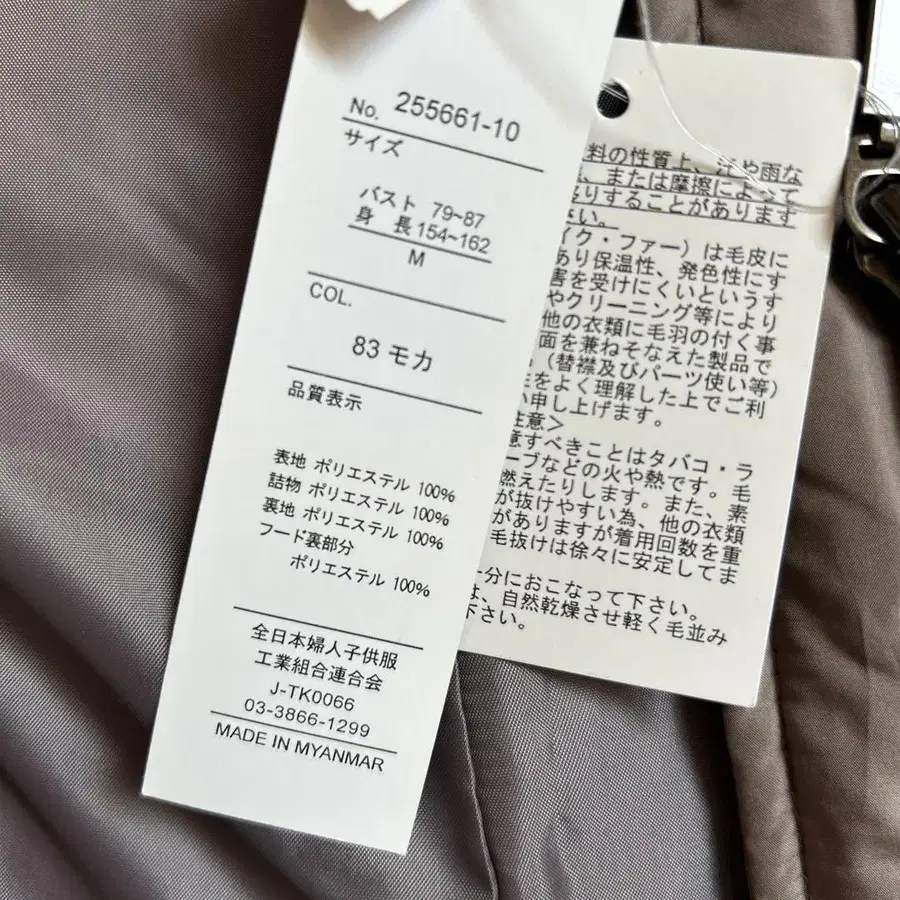 No. 255661-10
サイズ
バスト 79~87
身 長 154~162
M
COL.
83 モカ
品質表示
表地 ポリエステル 100%
詰物 ポリエステル 100%
裏地 ポリエステル 100%
フード裏部分
ポリエステル 100%
全日本婦人子供服
工業組合連合会
J-TK0066
03-3866-1299
MADE IN MYANMAR
料の性質上、汗や雨な
、または摩擦によって
移りすることがあります
さい。
イク・ファー）は毛皮に
あり保温性、発色性にす
害を受けにくいというす
やクリーニング等により
他の衣類に毛羽の付く事
面を兼ねそなえた製品で
（替襟及びパーツ使い等）
をよく理解した上でご利
い申し上げます。
注意＞
意すべきことはタバコ・ラ
ーブなどの火や熱です。毛
燃えたりします。また、素
が抜けやすい為、他の衣類
がありますが着用回数を重
毛抜けは徐々に安定してま
分におこなって下さい。
は、自然乾燥させ軽く毛並み
下さい。